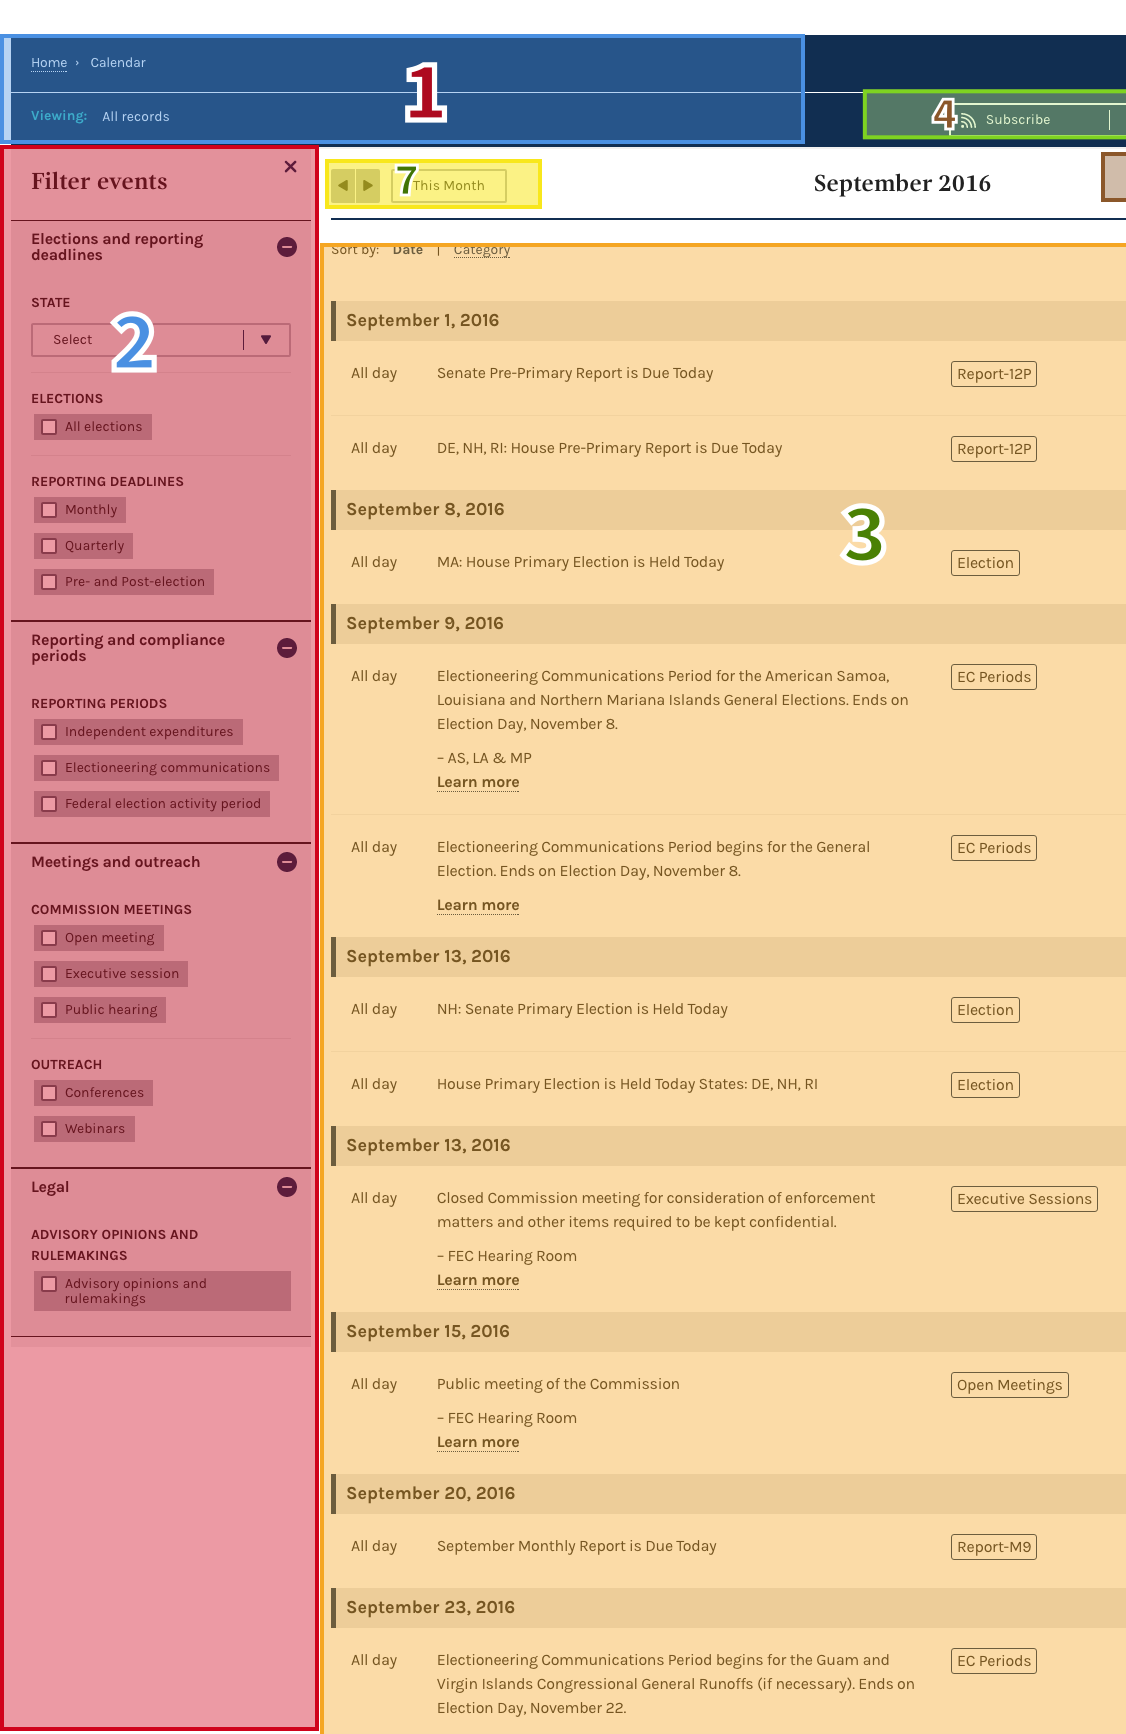 Home › Calendar
1
Viewing: All records
4 Subscribe
Filter events
×
7 This Month
September 2016
Elections and reporting
deadlines
STATE
Select
2
ELECTIONS
All elections
REPORTING DEADLINES
Monthly
Quarterly
Pre- and Post-election
Reporting and compliance
periods
REPORTING PERIODS
Independent expenditures
Electioneering communications
Federal election activity period
Meetings and outreach
COMMISSION MEETINGS
Open meeting
Executive session
Public hearing
OUTREACH
Conferences
Webinars
Legal
ADVISORY OPINIONS AND
RULEMAKINGS
Advisory opinions and
rulemakings
Sort by: Date | Category
September 1, 2016
All day Senate Pre-Primary Report is Due Today Report-12P
All day DE, NH, RI: House Pre-Primary Report is Due Today Report-12P
September 8, 2016
3
All day MA: House Primary Election is Held Today Election
September 9, 2016
All day Electioneering Communications Period for the American Samoa, EC Periods
Louisiana and Northern Mariana Islands General Elections. Ends on
Election Day, November 8.
– AS, LA & MP
Learn more
All day Electioneering Communications Period begins for the General EC Periods
Election. Ends on Election Day, November 8.
Learn more
September 13, 2016
All day NH: Senate Primary Election is Held Today Election
All day House Primary Election is Held Today States: DE, NH, RI Election
September 13, 2016
All day Closed Commission meeting for consideration of enforcement Executive Sessions
matters and other items required to be kept confidential.
– FEC Hearing Room
Learn more
September 15, 2016
All day Public meeting of the Commission Open Meetings
– FEC Hearing Room
Learn more
September 20, 2016
All day September Monthly Report is Due Today Report-M9
September 23, 2016
All day Electioneering Communications Period begins for the Guam and EC Periods
Virgin Islands Congressional General Runoffs (if necessary). Ends on
Election Day, November 22.